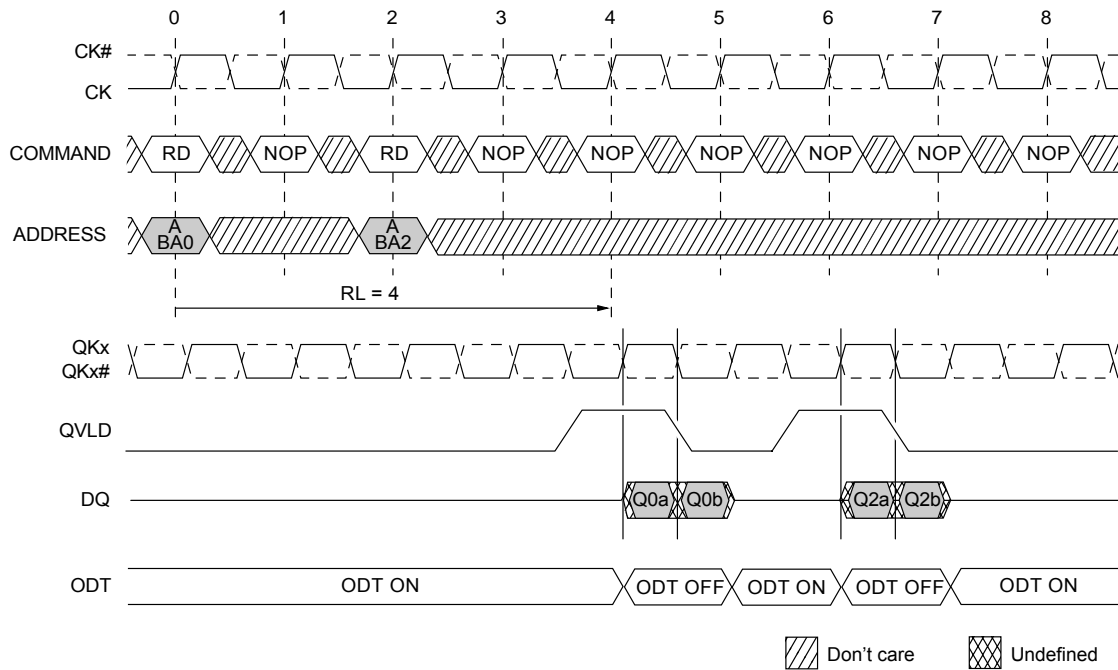 0 1 2 3 4 5 6 7 8
CK#
CK
COMMAND RD NOP RD NOP NOP NOP NOP NOP NOP
ADDRESS A BA0 A BA2
RL = 4
QKx
QKx#
QVLD
DQ Q0a Q0b Q2a Q2b
ODT ODT ON ODT OFF ODT ON ODT OFF ODT ON
Don't care Undefined